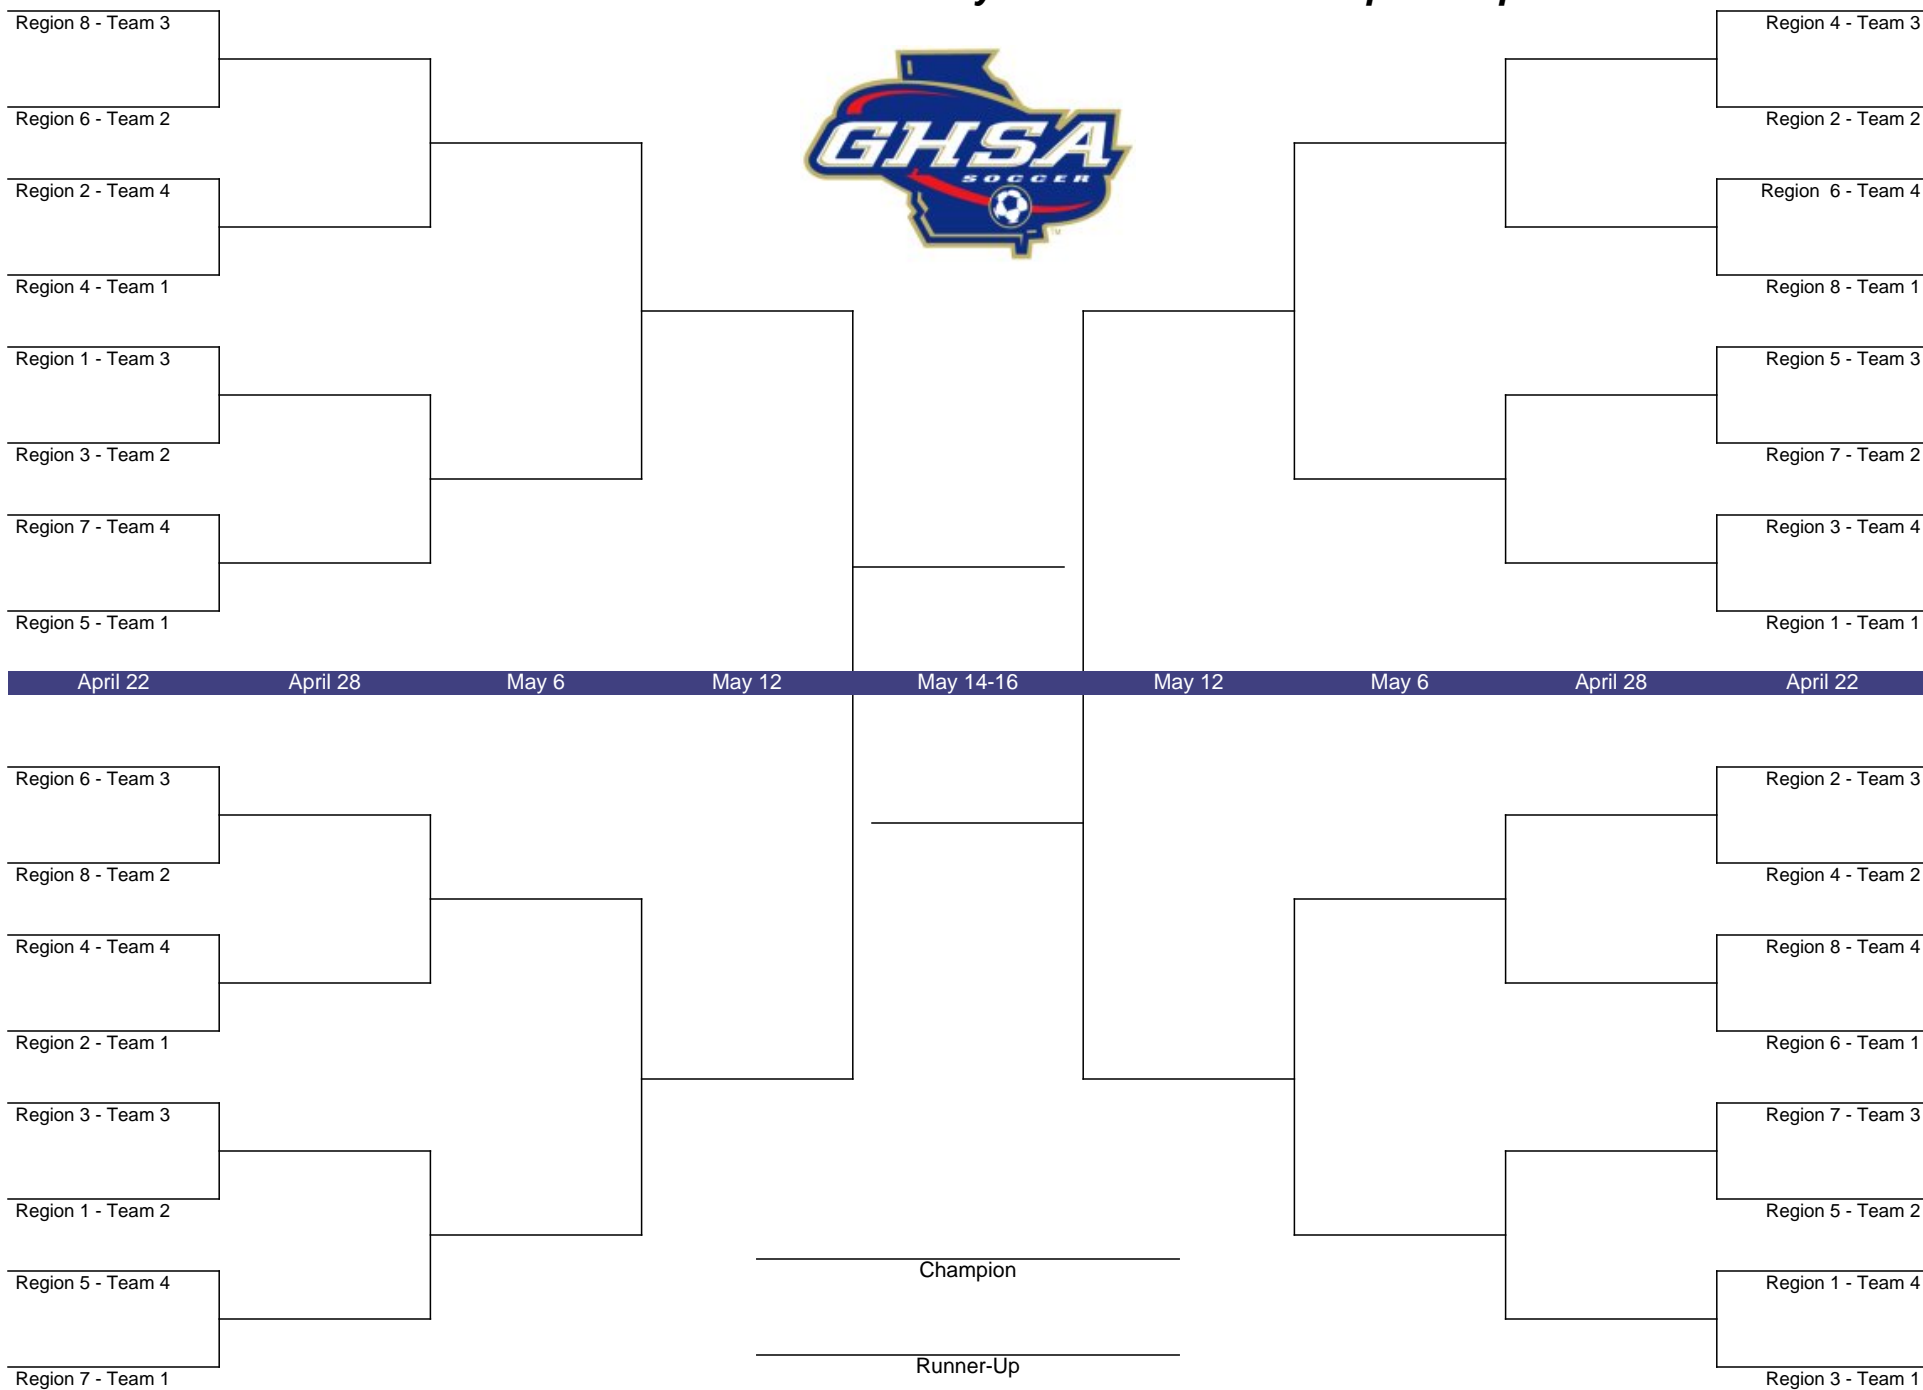 Region 8 - Team 3
Region 6 - Team 2
Region 2 - Team 4
Region 4 - Team 1
Region 1 - Team 3
Region 3 - Team 2
Region 7 - Team 4
Region 5 - Team 1
GHSA
SOCCER
TM
Region 4 - Team 3
Region 2 - Team 2
Region  6 - Team 4
Region 8 - Team 1
Region 5 - Team 3
Region 7 - Team 2
Region 3 - Team 4
Region 1 - Team 1
April 22 April 28 May 6 May 12 May 14-16 May 12 May 6 April 28 April 22
Region 6 - Team 3
Region 8 - Team 2
Region 4 - Team 4
Region 2 - Team 1
Region 3 - Team 3
Region 1 - Team 2
Region 5 - Team 4
Region 7 - Team 1
Champion
Runner-Up
Region 2 - Team 3
Region 4 - Team 2
Region 8 - Team 4
Region 6 - Team 1
Region 7 - Team 3
Region 5 - Team 2
Region 1 - Team 4
Region 3 - Team 1